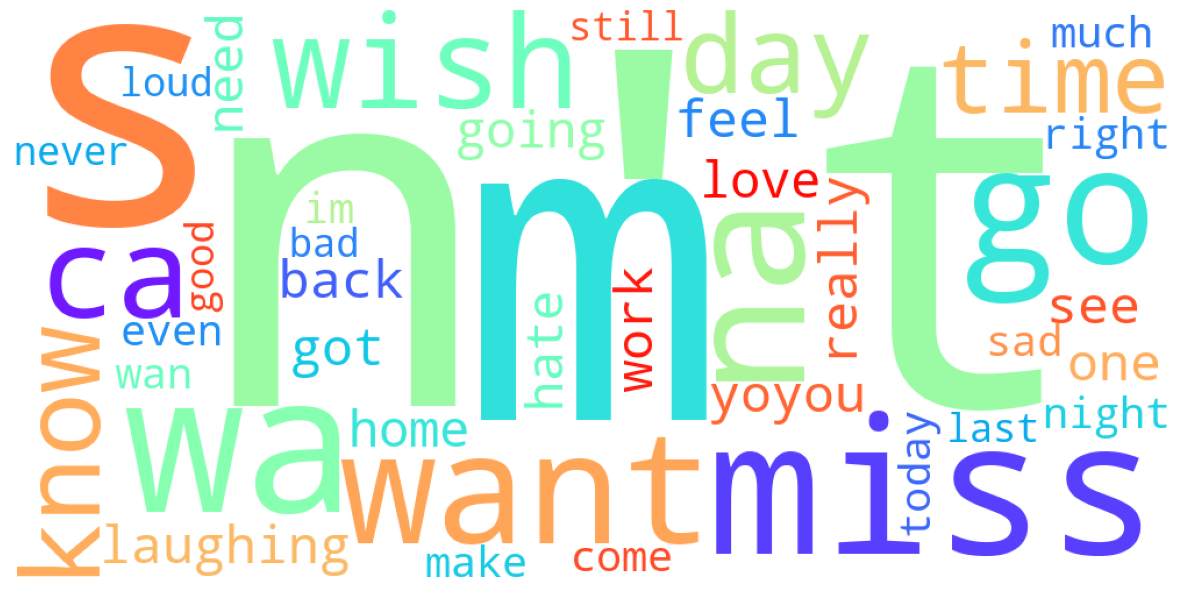 s
n't
m
wish
day
time
still
much
need
loud
going
feel
right
never
love
na
really
go
im
bad
good
back
ca
see
even
got
hate
work
sad
one
wan
know
wa
home
yoyou
want
miss
today
last
night
laughing
make
come